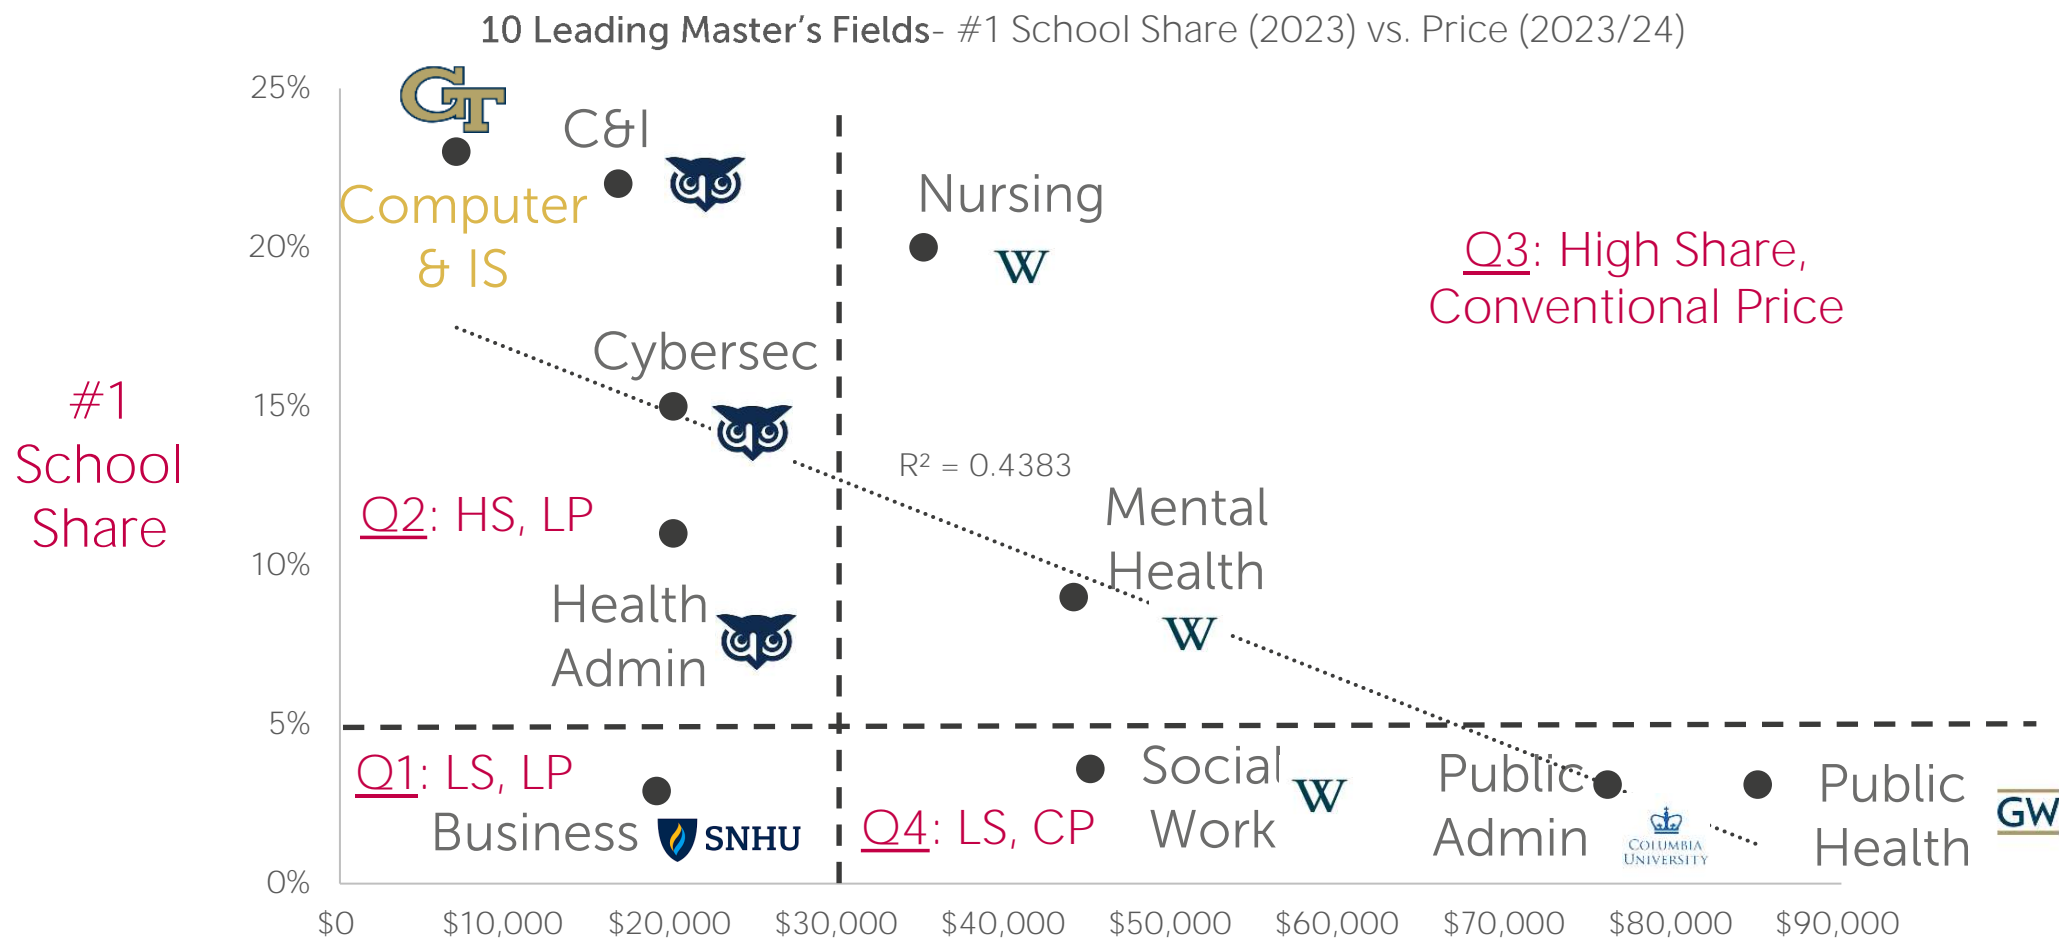 10 Leading Master's Fields- #1 School Share (2023) vs. Price (2023/24)
25%
GT
C&I
Computer
& IS
Nursing
W
20%
Q3: High Share,
Conventional Price
Cybersec
#1
School
Share
15%
R² = 0.4383
Q2: HS, LP
Mental
Health
W
10%
Health
Admin
5%
Q1: LS, LP
Business
SNHU
Q4: LS, CP
Social
Work
W
Public
Admin
COLUMBIA
UNIVERSITY
Public
Health
GW
0%
$0 $10,000 $20,000 $30,000 $40,000 $50,000 $60,000 $70,000 $80,000 $90,000